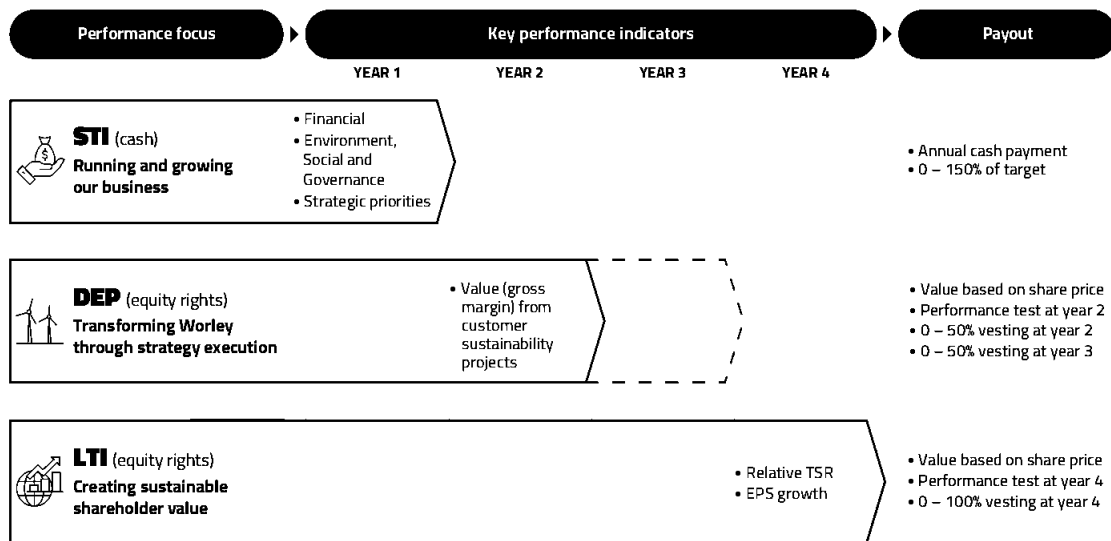 Performance focus
Key performance indicators
Payout
YEAR 1
YEAR 2
YEAR 3
YEAR 4
STI (cash)
Running and growing
our business
• Financial
• Environment,
Social and
Governance
• Strategic priorities
• Annual cash payment
• 0 – 150% of target
DEP (equity rights)
Transforming Worley
through strategy execution
• Value (gross
margin) from
customer
sustainability
projects
• Value based on share price
• Performance test at year 2
• 0 – 50% vesting at year 2
• 0 – 50% vesting at year 3
LTI (equity rights)
Creating sustainable
shareholder value
• Relative TSR
• EPS growth
• Value based on share price
• Performance test at year 4
• 0 – 100% vesting at year 4